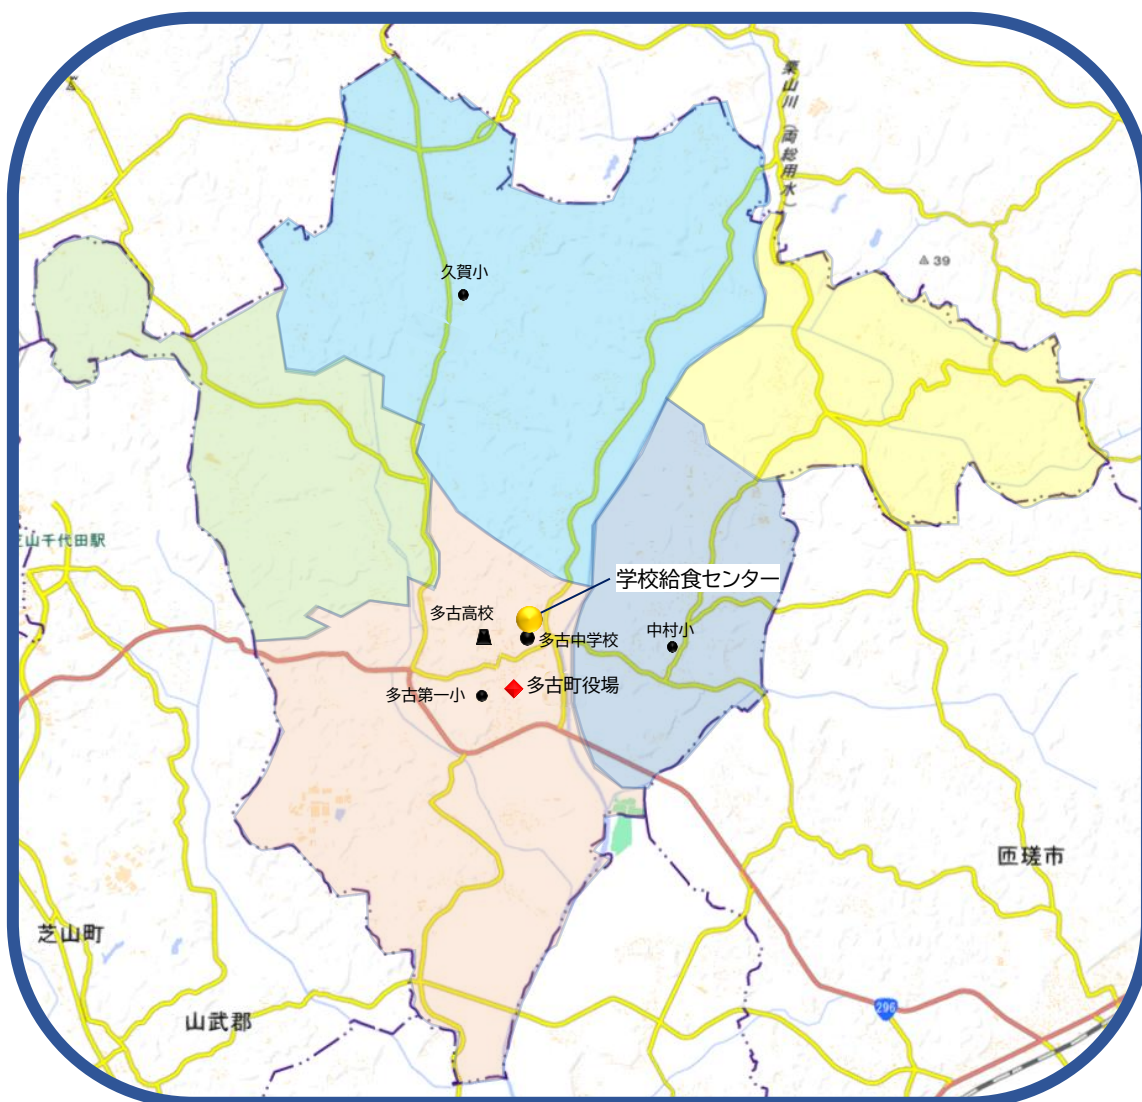 栗山川(両総用水)
久賀小
39
芝山千代田駅
学校給食センター
多古高校
多古中学校
中村小
多古町役場
多古第一小
匝瑳市
芝山町
296
山武郡